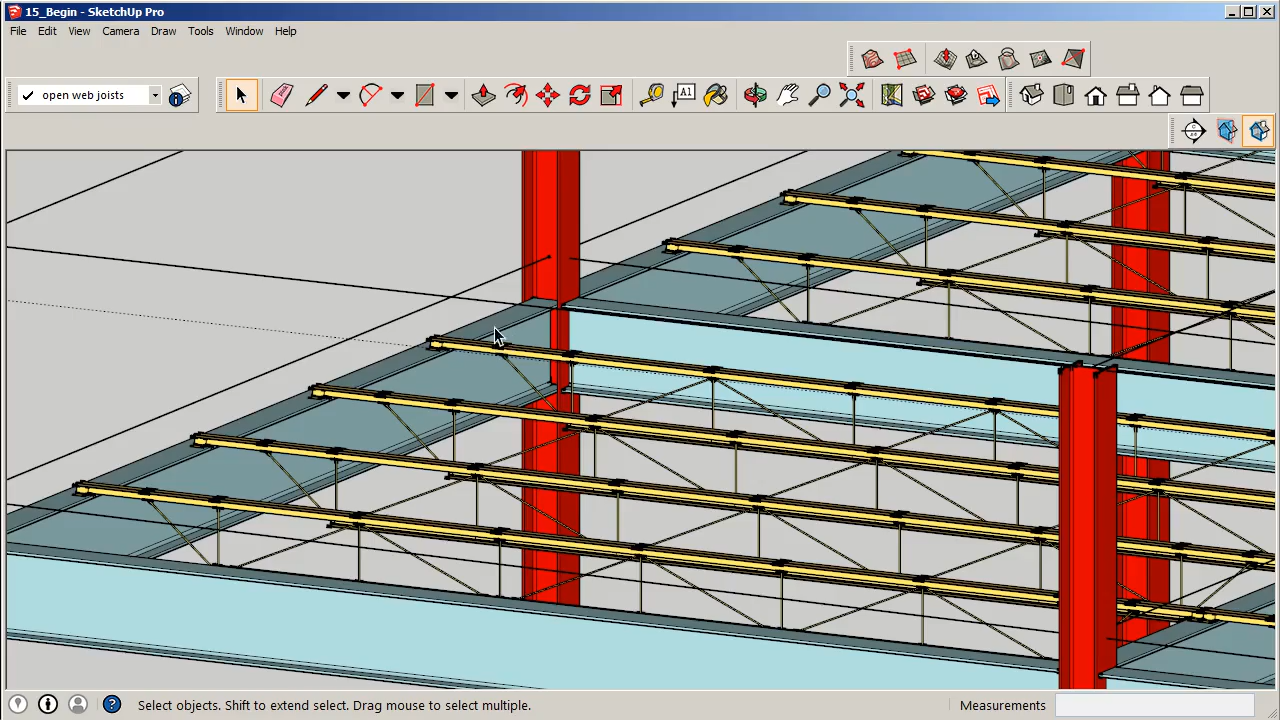 15_Begin - SketchUp Pro
File Edit View Camera Draw Tools Window Help
open web joists
A1
Select objects. Shift to extend select. Drag mouse to select multiple.
Measurements